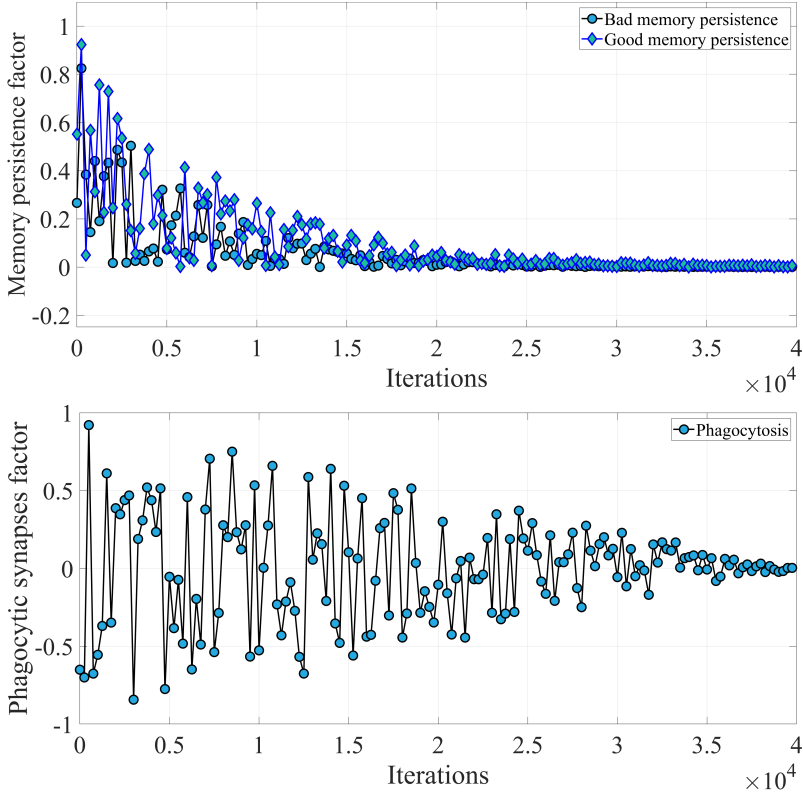 Memory persistence factor
1
0.8
0.6
0.4
0.2
0
-0.2
Bad memory persistence
Good memory persistence
0 0.5 1 1.5 2 2.5 3 3.5 4
Iterations
×10^4
Phagocytic synapses factor
1
0.5
0
-0.5
-1
Phagocytosis
0 0.5 1 1.5 2 2.5 3 3.5 4
Iterations
×10^4